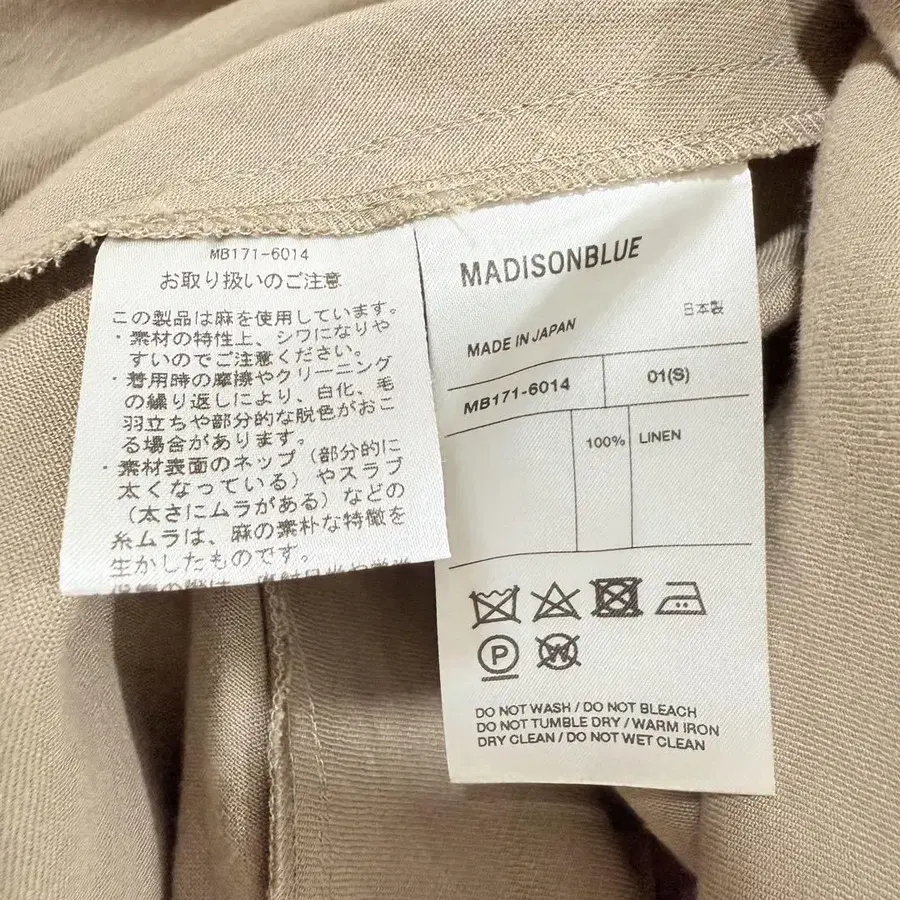 MB171-6014
お取り扱いのご注意
この製品は麻を使用しています。
・素材の特性上、シワになりや
すいのでご注意ください。
・着用時の摩擦やクリーニング
の繰り返しにより、白化、毛
羽立ちや部分的な脱色がおこ
る場合があります。
・素材表面のネップ（部分的に
太くなっている）やスラブ
（太さにムラがある）などの
糸ムラは、麻の素朴な特徴を
生かしたものです。
MADISONBLUE
日本製
MADE IN JAPAN
MB171-6014 01(S)
100% LINEN
P W
DO NOT WASH / DO NOT BLEACH
DO NOT TUMBLE DRY / WARM IRON
DRY CLEAN / DO NOT WET CLEAN